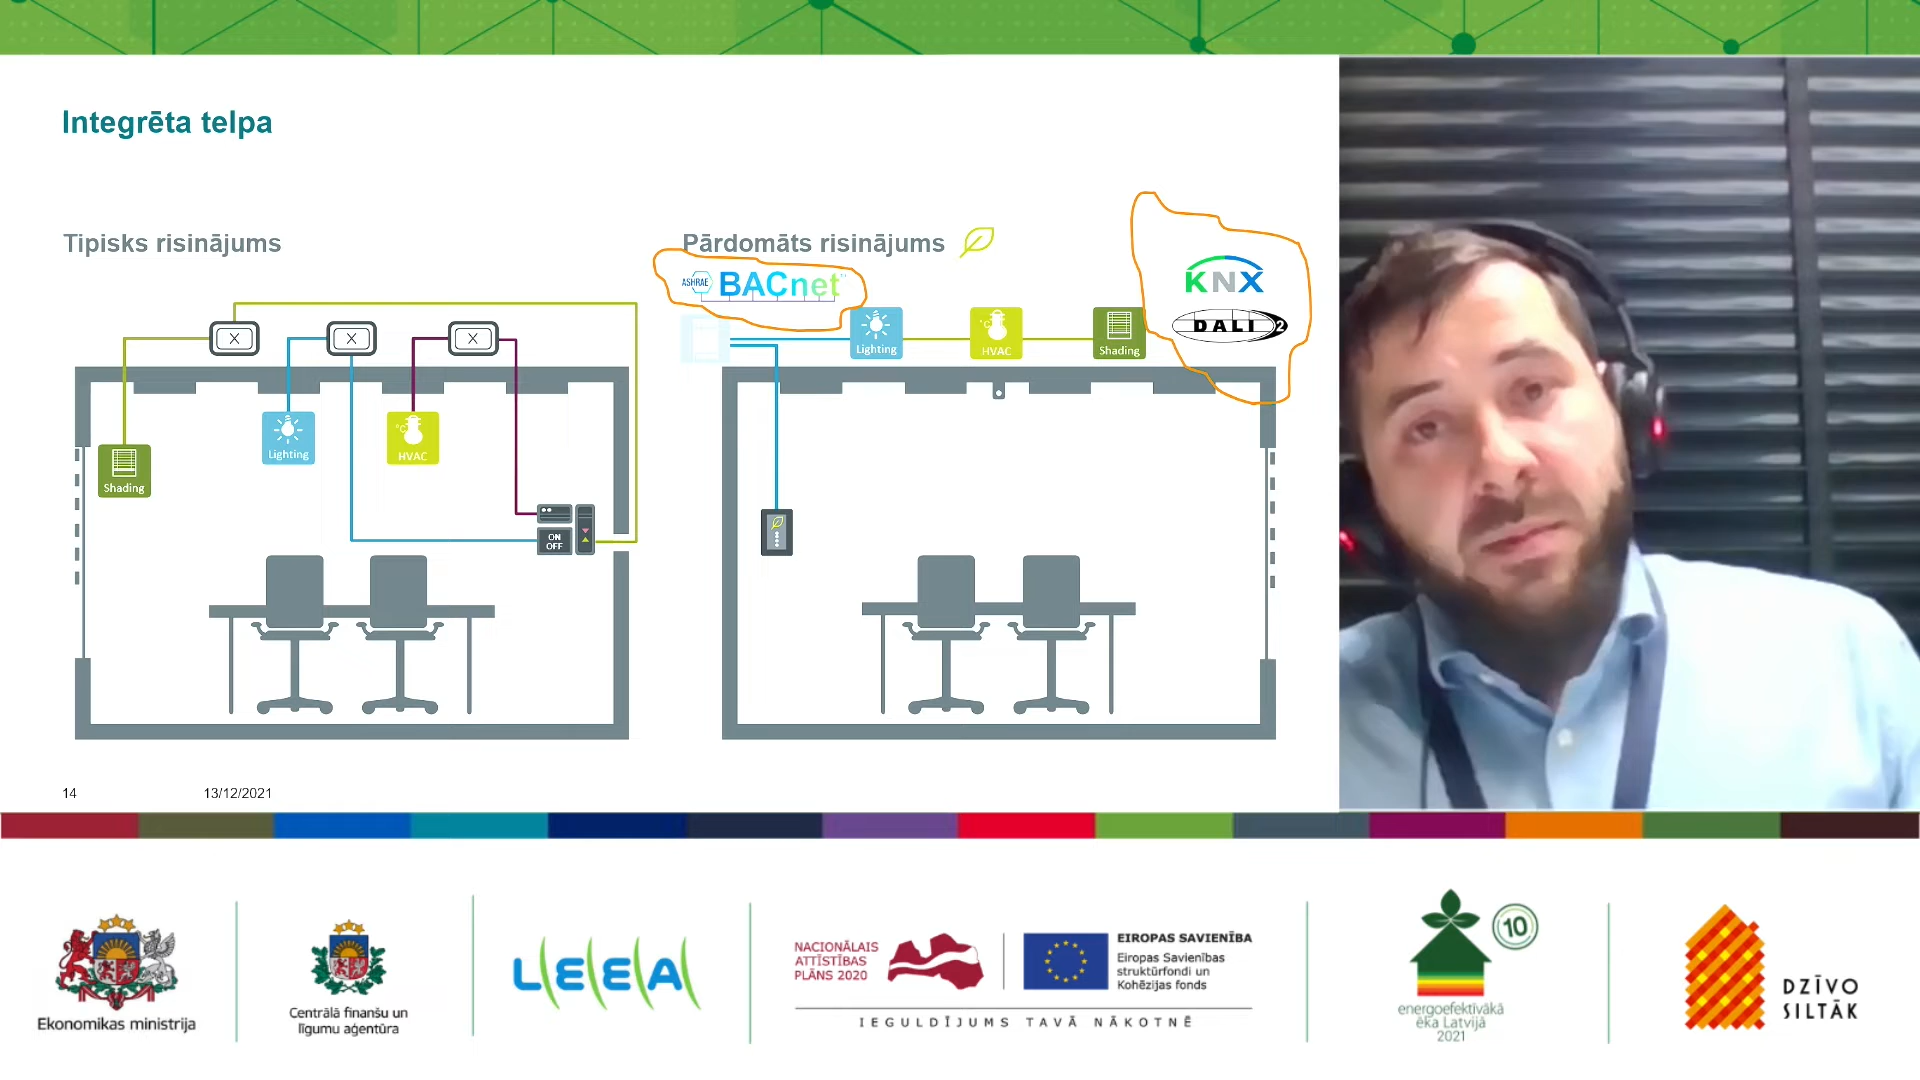 Integrēta telpa
Tipisks risinājums
Pārdomāts risinājums
ASHRAE BACnet
KNX
DALI 2
Lighting
HVAC
Shading
Lighting
°C
HVAC
Shading
ON
OFF
14
13/12/2021
Ekonomikas ministrija
Centrālā finanšu un
līgumu aģentūra
LEEA
NACIONĀLAIS
ATTĪSTĪBAS
PLĀNS 2020
EIROPAS SAVIENĪBA
Eiropas Savienības
struktūrfondi un
Kohēzijas fonds
IEGULDĪJUMS TAVĀ NĀKOTNĒ
10
energoefektīvākā
ēka Latvijā
2021
DZĪVO
SILTĀK